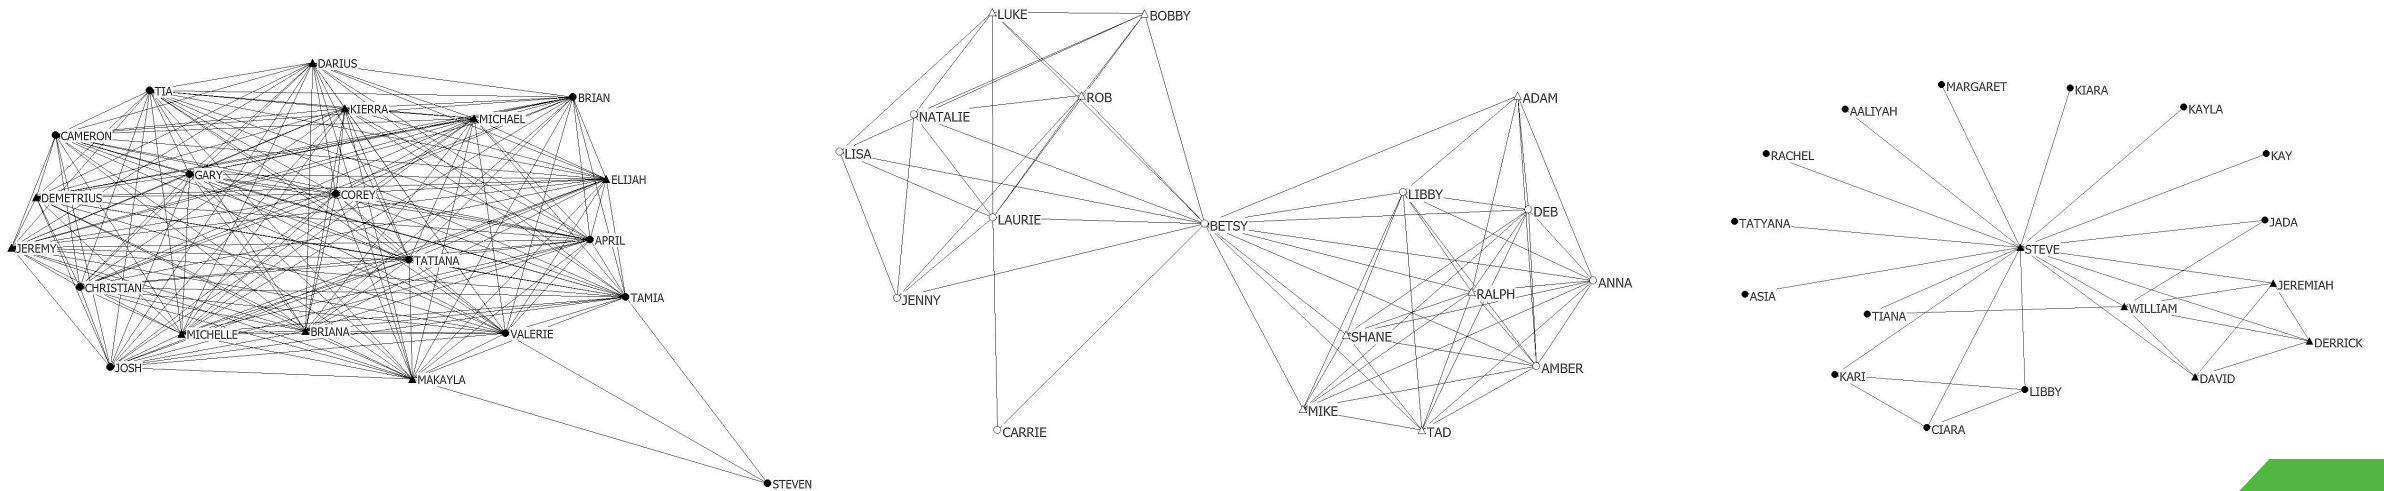 DARIUS
TIA
BRIAN
KIERRA
MICHAEL
CAMERON
GARY
ELIJAH
COREY
DEMETRIUS
APRIL
JEREMY
TATIANA
CHRISTIAN
TAMIA
MICHELLE
BRIANA
VALERIE
JOSH
MAKAYLA
STEVEN
LUKE
BOBBY
ROB
ADAM
NATALIE
LISA
LIBBY
DEB
LAURIE
BETSY
ANNA
JENNY
RALPH
SHANE
AMBER
MIKE
CARRIE
TAD
MARGARET
KIARA
AALIYAH
KAYLA
RACHEL
KAY
TATYANA
JADA
STEVE
ASIA
JEREMIAH
TIANA
WILLIAM
DERRICK
KARI
DAVID
LIBBY
CIARA